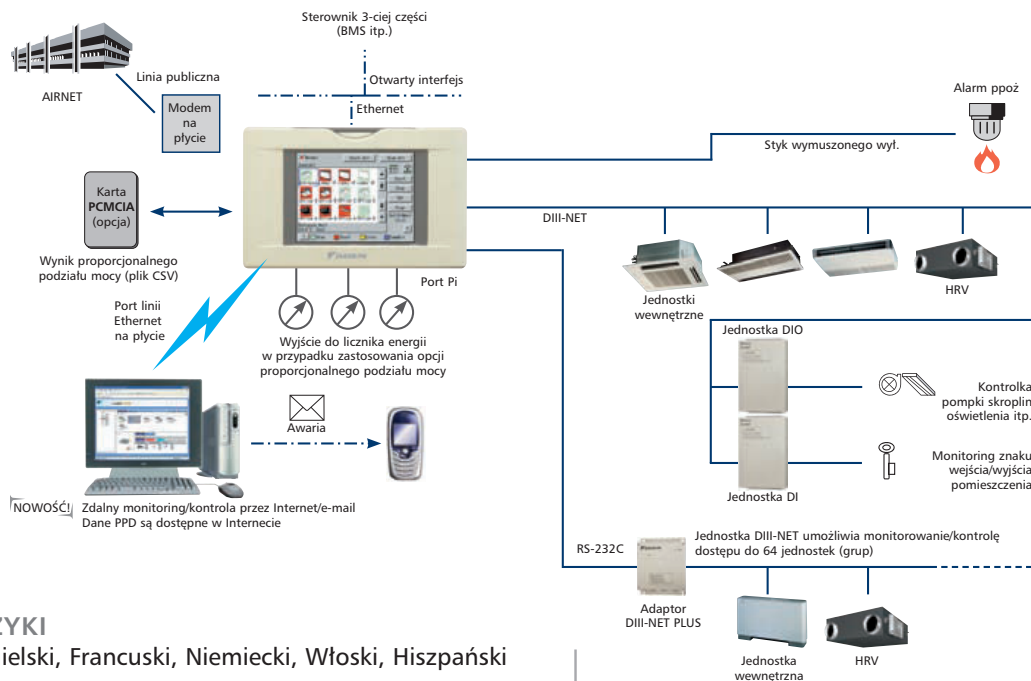 Sterownik 3-ciej części
(BMS itp.)
Otwarty interfejs
Ethernet
Linia publiczna
AIRNET
Modem
na
płycie
Alarm ppoż
Styk wymuszonego wył.
Karta
PCMCIA
(opcja)
Wynik proporcjonalnego
podziału mocy (plik CSV)
DIII-NET
DAIKIN
Port Pi
Jednostki
wewnętrzne
HRV
Port linii
Ethernet
na płycie
Wyjście do licznika energii
w przypadku zastosowania opcji
proporcjonalnego podziału mocy
Jednostka DIO
Kontrolka
pompki skroplin
oświetlenia itp.
Awaria
Monitoring znaku
wejścia/wyjścia
pomieszczenia
Jednostka DI
NOWOŚĆ!
Zdalny monitoring/kontrola przez Internet/e-mail
Dane PPD są dostępne w Internecie
RS-232C
Jednostka DIII-NET umożliwia monitorowanie/kontrolę
dostępu do 64 jednostek (grup)
Adaptor
DIII-NET PLUS
Jednostka
wewnętrzna
HRV
ZYKI
ielski, Francuski, Niemiecki, Włoski, Hiszpański